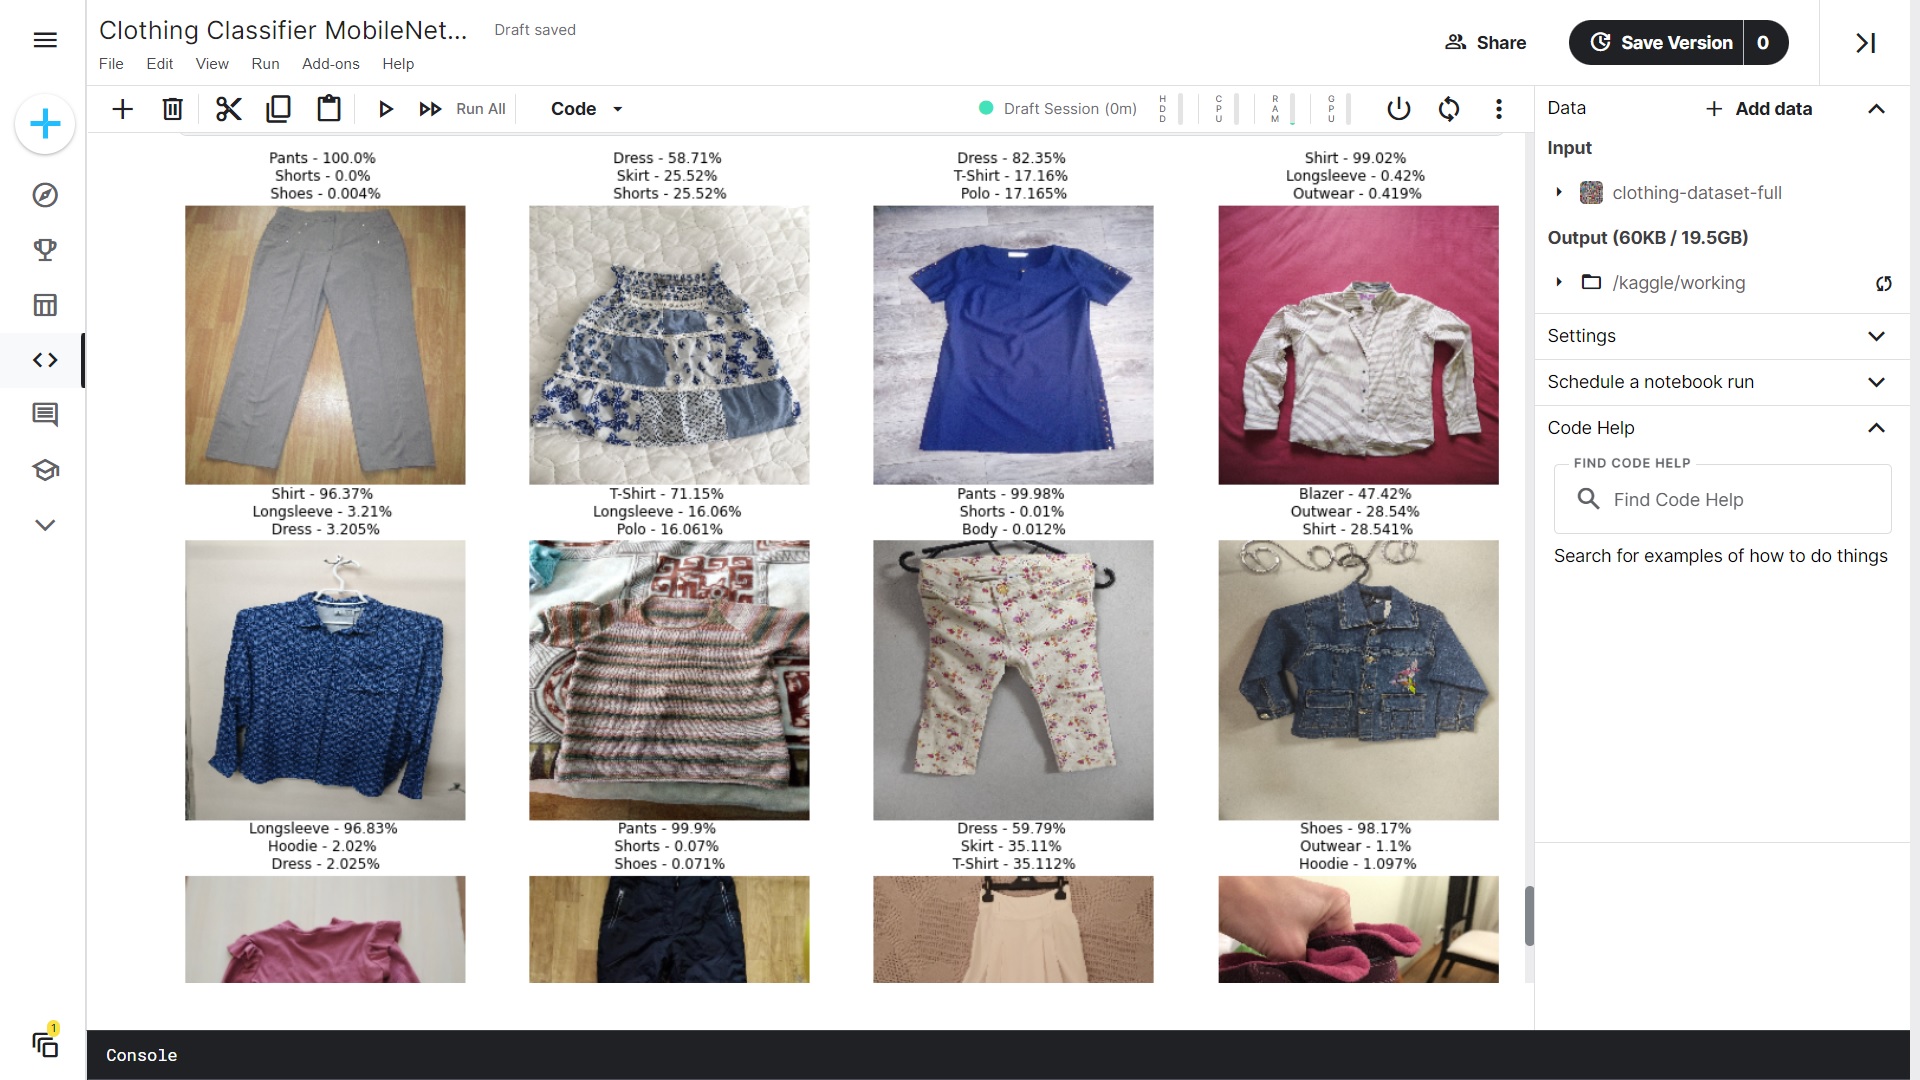 Clothing Classifier MobileNet...
Draft saved
File Edit View Run Add-ons Help
Share
Save Version 0
Run All
Code
Draft Session (0m)
HDD
CPU
RAM
GPU
Pants - 100.0%
Shorts - 0.0%
Shoes - 0.004%
Dress - 58.71%
Skirt - 25.52%
Shorts - 25.52%
Dress - 82.35%
T-Shirt - 17.16%
Polo - 17.165%
Shirt - 99.02%
Longsleeve - 0.42%
Outwear - 0.419%
Shirt - 96.37%
Longsleeve - 3.21%
Dress - 3.205%
T-Shirt - 71.15%
Longsleeve - 16.06%
Polo - 16.061%
Pants - 99.98%
Shorts - 0.01%
Body - 0.012%
Blazer - 47.42%
Outwear - 28.54%
Shirt - 28.541%
Longsleeve - 96.83%
Hoodie - 2.02%
Dress - 2.025%
Pants - 99.9%
Shorts - 0.07%
Shoes - 0.071%
Dress - 59.79%
Skirt - 35.11%
T-Shirt - 35.112%
Shoes - 98.17%
Outwear - 1.1%
Hoodie - 1.097%
Data
Add data
Input
clothing-dataset-full
Output (60KB / 19.5GB)
/kaggle/working
Settings
Schedule a notebook run
Code Help
FIND CODE HELP
Find Code Help
Search for examples of how to do things
1
Console